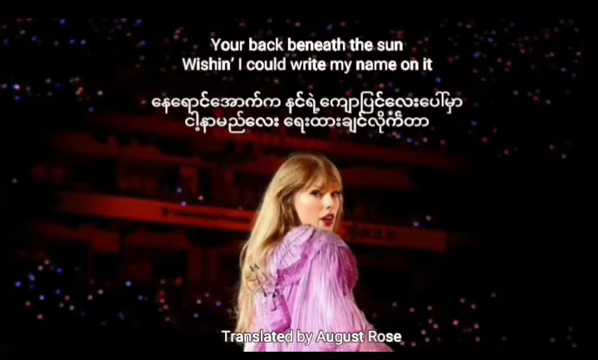 Your back beneath the sun
Wishin' I could write my name on it
နေရောင်အောက်က နင်ရဲ့ကျောပြင်လေးပေါ်မှာ
ငါ့နာမည်လေး ရေးထားချင်လိုက်တာ
Translated by August Rose